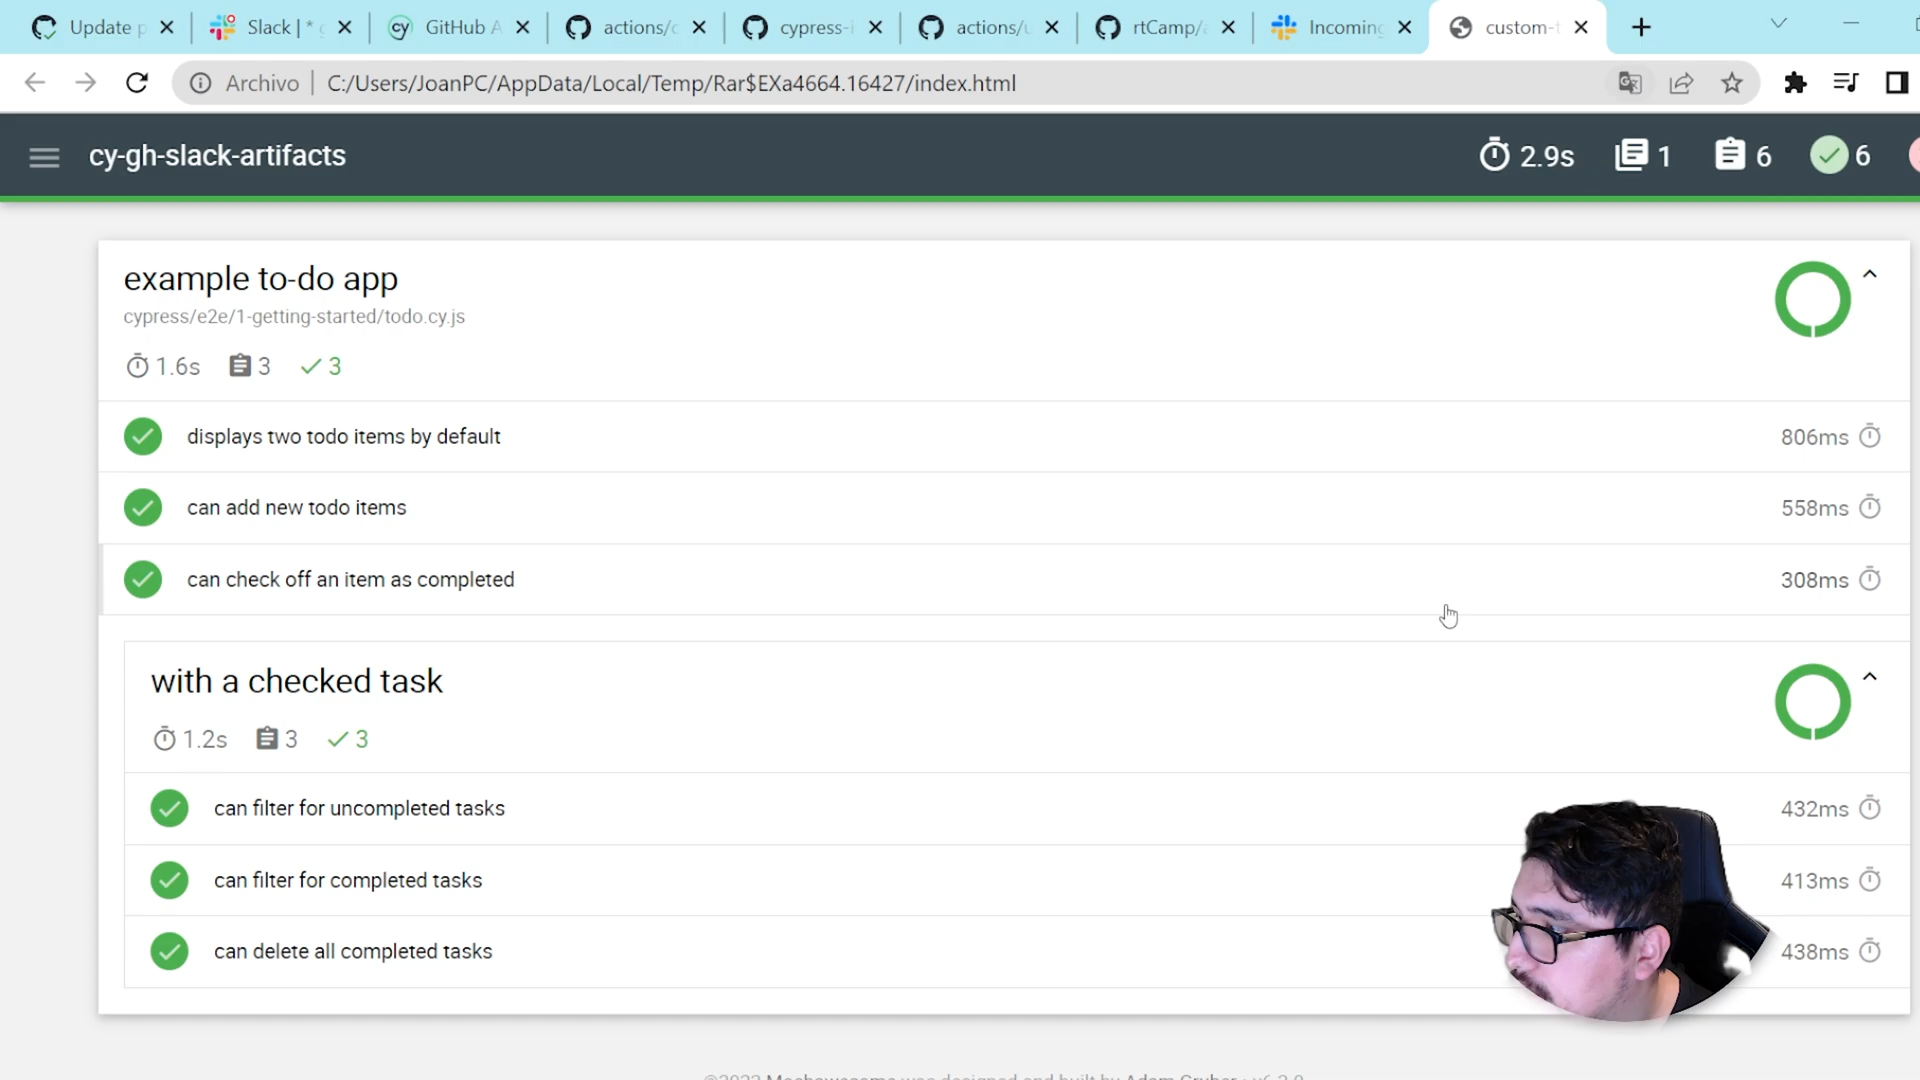 Update p
Slack | *
GitHub A
actions/c
cypress-i
actions/u
rtCamp/a
Incoming
custom-t
Archivo | C:/Users/JoanPC/AppData/Local/Temp/Rar$EXa4664.16427/index.html
cy-gh-slack-artifacts
2.9s 1 6 6
example to-do app
cypress/e2e/1-getting-started/todo.cy.js
1.6s 3 3
displays two todo items by default 806ms
can add new todo items 558ms
can check off an item as completed 308ms
with a checked task
1.2s 3 3
can filter for uncompleted tasks 432ms
can filter for completed tasks 413ms
can delete all completed tasks 438ms